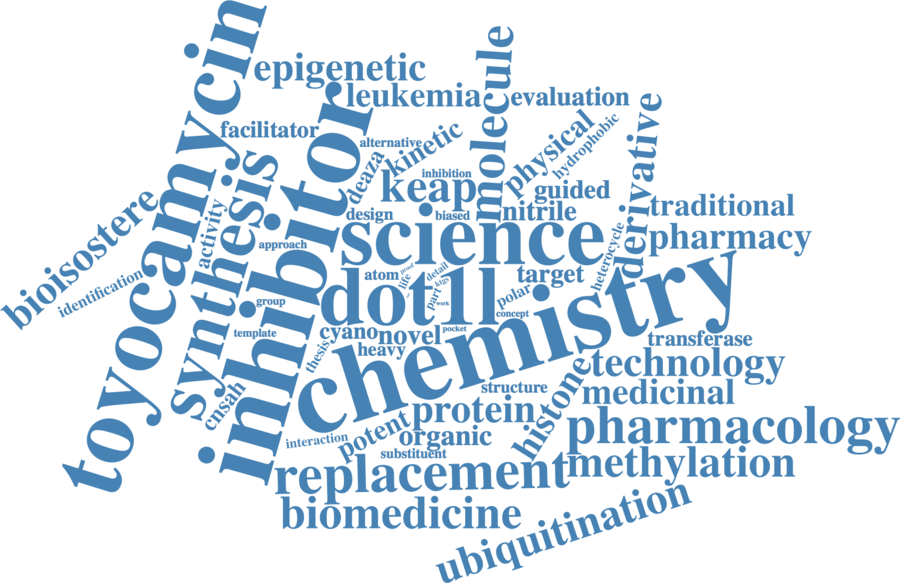 toyocamycin
epigenetic
molecule
leukemia
evaluation
inhibitor
facilitator
alternative
kinetic
physical
hydrophobic
derivative
deaza
inhibition
keap
guided
synthesis
bioisostere
activity
design
biased
nitrile
traditional
science
heterocycle
pharmacy
approach
identification
atom
life
proof
detail
ktgs
target
dot1l
part
polar
group
work
concept
chemistry
template
cyano
novel
pocket
transferase
thesis
heavy
technology
histone
cnsah
structure
medicinal
protein
potent
interaction
organic
pharmacology
substituent
replacement
methylation
biomedicine
ubiquitination